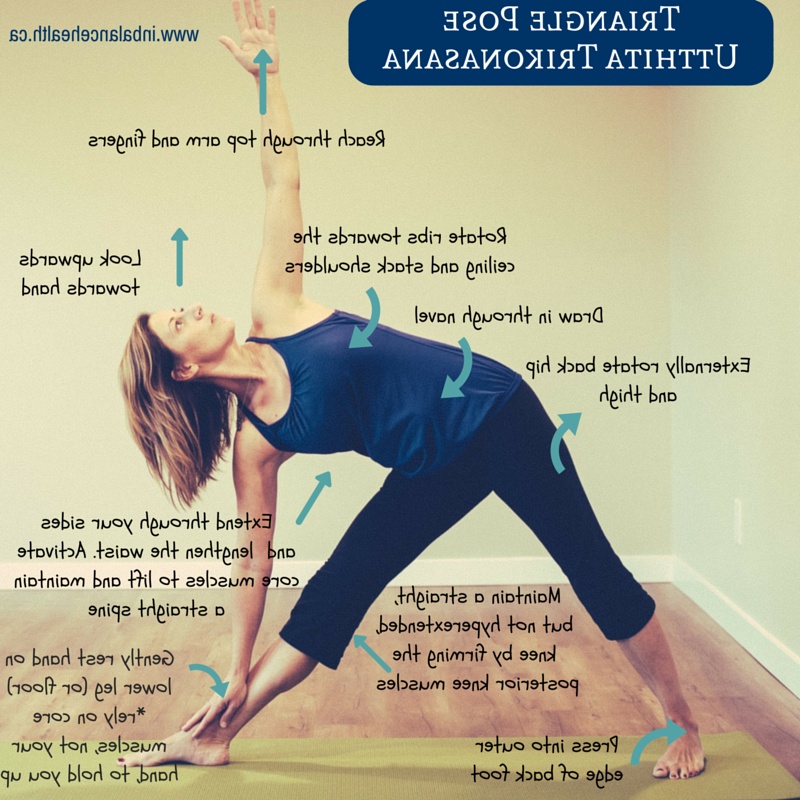 TRIANGLE POSE
UTTHITA TRIKONASANA
www.inbalancehealth.ca
Reach through top arm and fingers
Rotate ribs towards the
ceiling and stack shoulders
Look upwards
towards hand
Draw in through navel
Externally rotate back hip
and thigh
Extend through your sides
and lengthen the waist. Activate
core muscles to lift and maintain
a straight spine
Maintain a straight,
but not hyperextended,
knee by firming the
posterior knee muscles
Gently rest hand on
lower leg (or floor)
*rely on core
muscles, not your
hand, to hold you up
Press into outer
edge of back foot